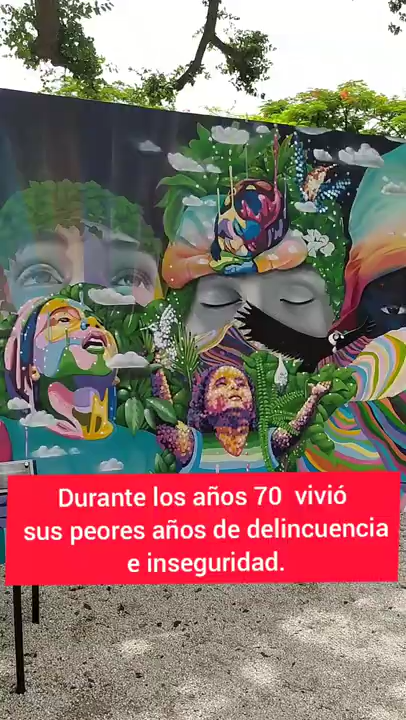 Durante los años 70 vivió
sus peores años de delincuencia
e inseguridad.